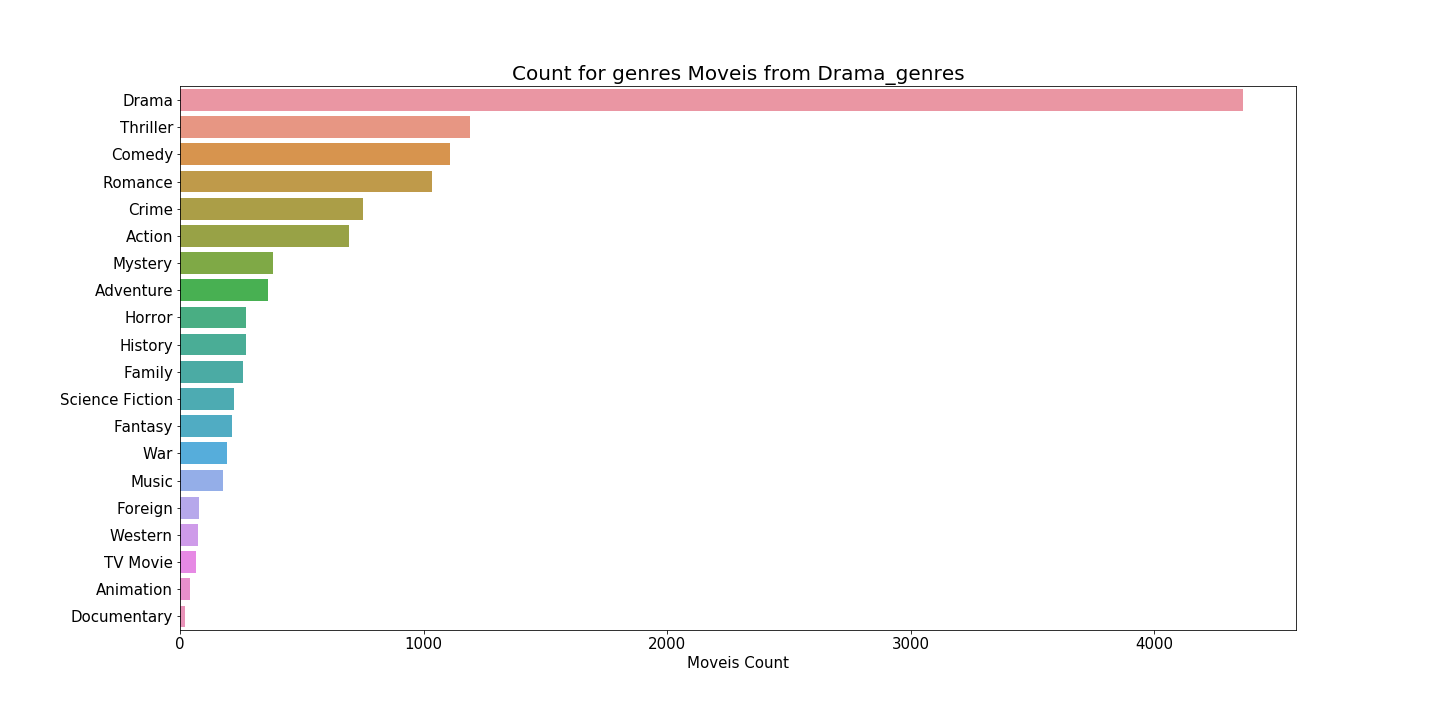 Count for genres Moveis from Drama_genres
Drama
Thriller
Comedy
Romance
Crime
Action
Mystery
Adventure
Horror
History
Family
Science Fiction
Fantasy
War
Music
Foreign
Western
TV Movie
Animation
Documentary
0 1000 2000 3000 4000
Moveis Count